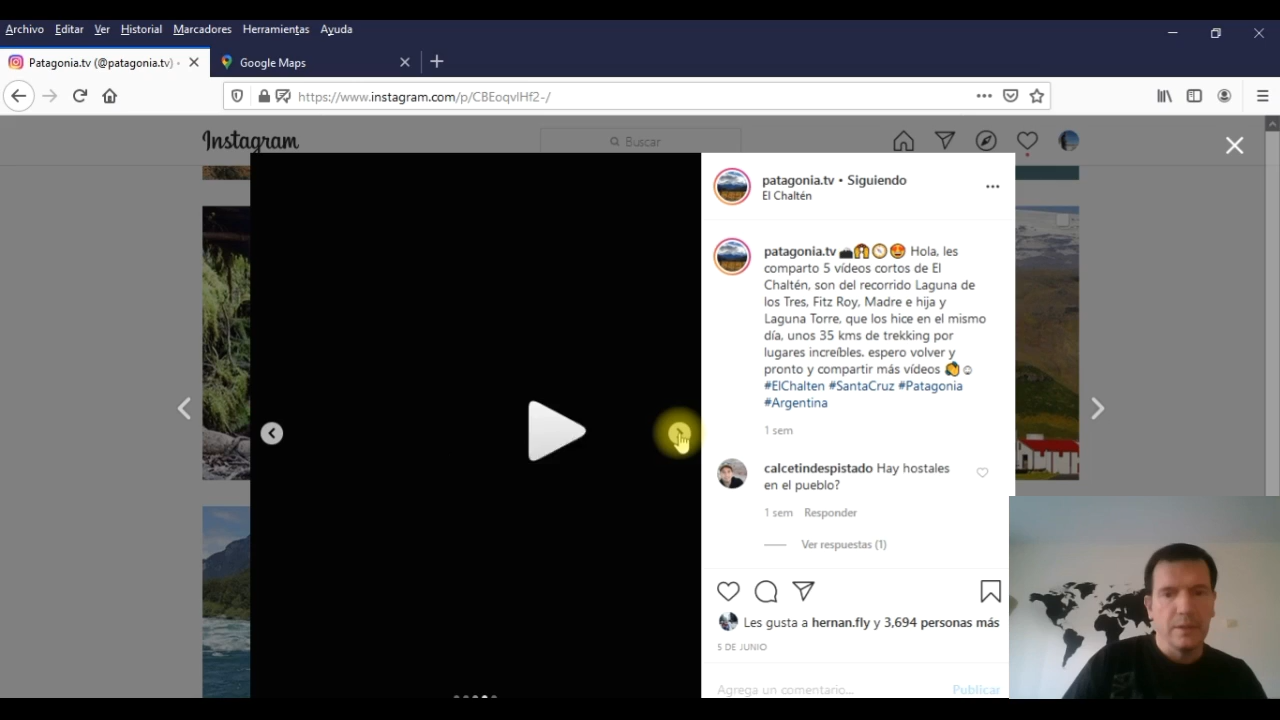 Archivo Editar Ver Historial Marcadores Herramientas Ayuda
Patagonia.tv (@patagonia.tv) •
Google Maps
https://www.instagram.com/p/CBEoqvIHf2-/
Instagram
Buscar
patagonia.tv • Siguiendo
El Chaltén
patagonia.tv Hola, les
comparto 5 vídeos cortos de El
Chaltén, son del recorrido Laguna de
los Tres, Fitz Roy, Madre e hija y
Laguna Torre, que los hice en el mismo
día, unos 35 kms de trekking por
lugares increíbles. espero volver y
pronto y compartir más vídeos
#ElChalten #SantaCruz #Patagonia
#Argentina
1 sem
calcetindespistado Hay hostales
en el pueblo?
1 sem Responder
Ver respuestas (1)
Les gusta a hernan.fly y 3,694 personas más
5 DE JUNIO
Agrega un comentario... Publicar